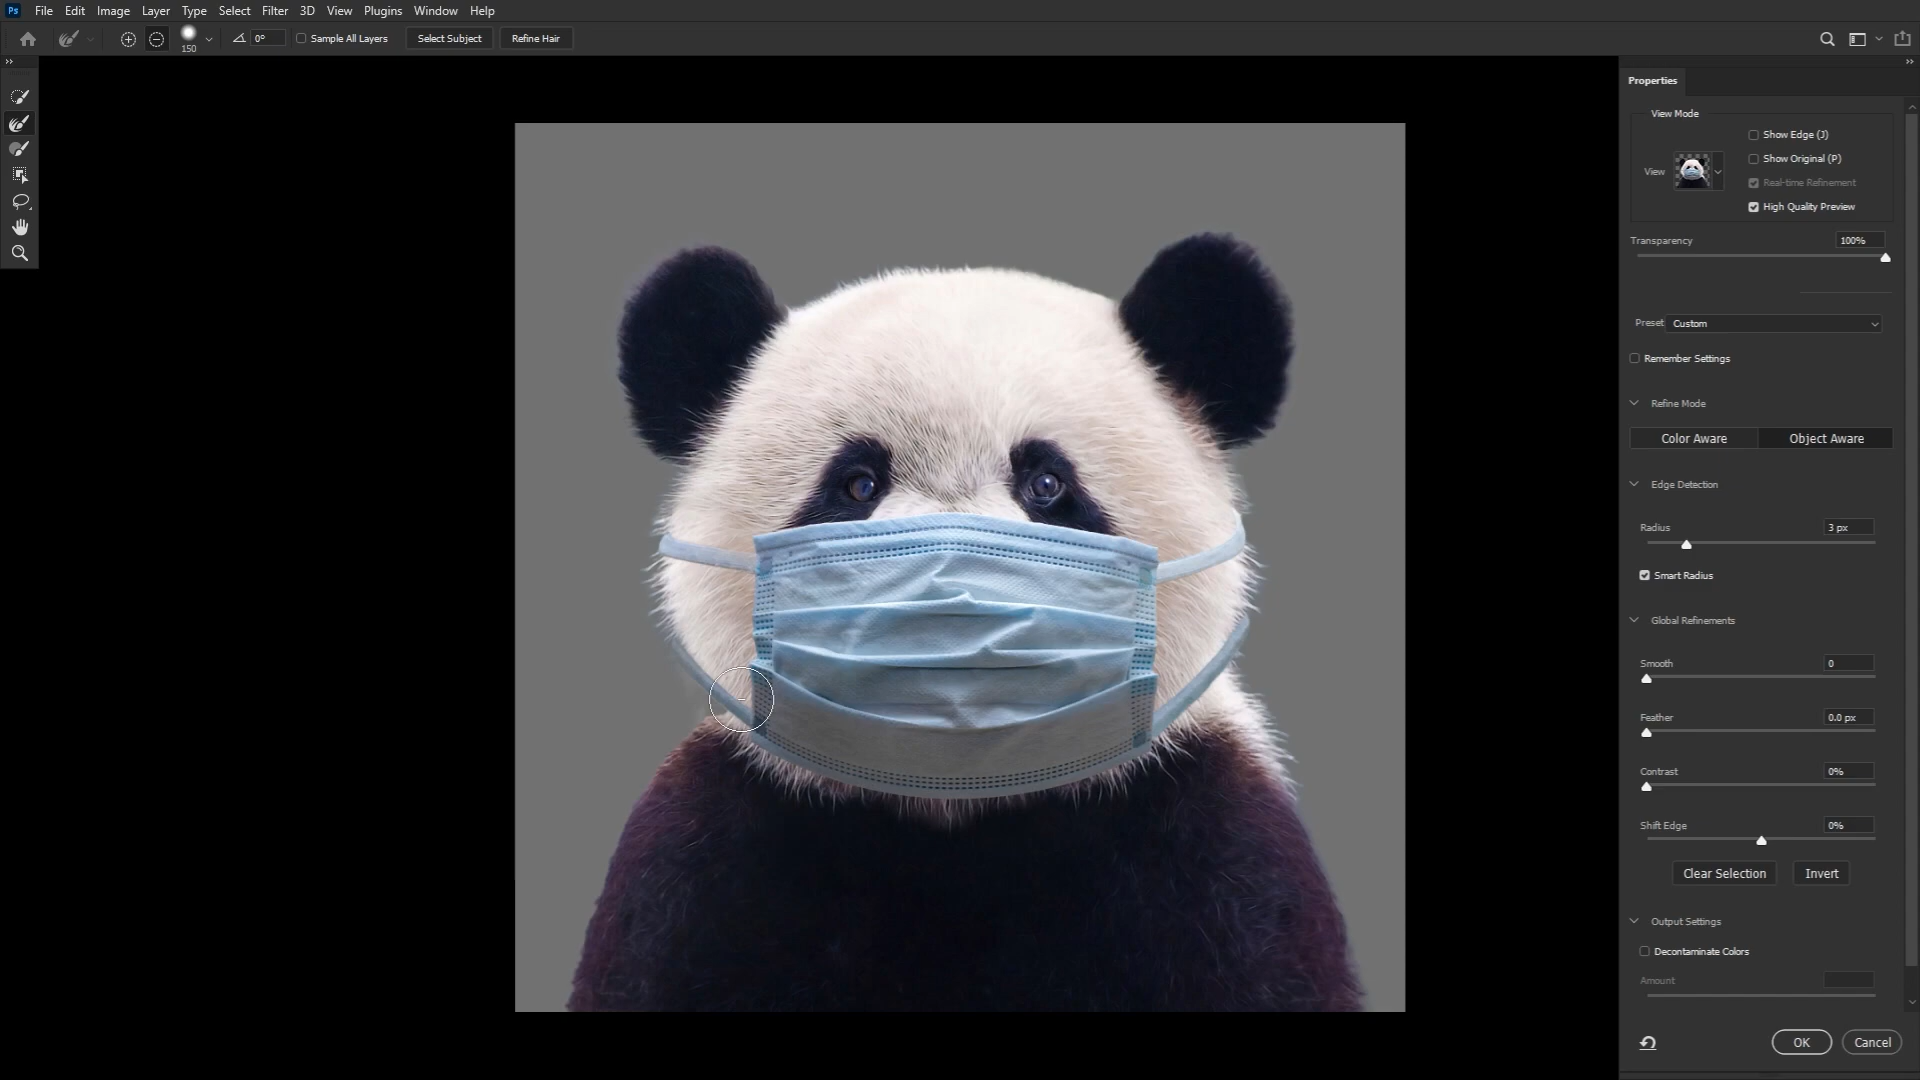 Ps File Edit Image Layer Type Select Filter 3D View Plugins Window Help
150 0° Sample All Layers Select Subject Refine Hair
Properties
View Mode
Show Edge (J)
Show Original (P)
View
Real-time Refinement
High Quality Preview
Transparency 100%
Preset Custom
Remember Settings
Refine Mode
Color Aware Object Aware
Edge Detection
Radius 3 px
Smart Radius
Global Refinements
Smooth 0
Feather 0.0 px
Contrast 0%
Shift Edge 0%
Clear Selection Invert
Output Settings
Decontaminate Colors
Amount
OK Cancel